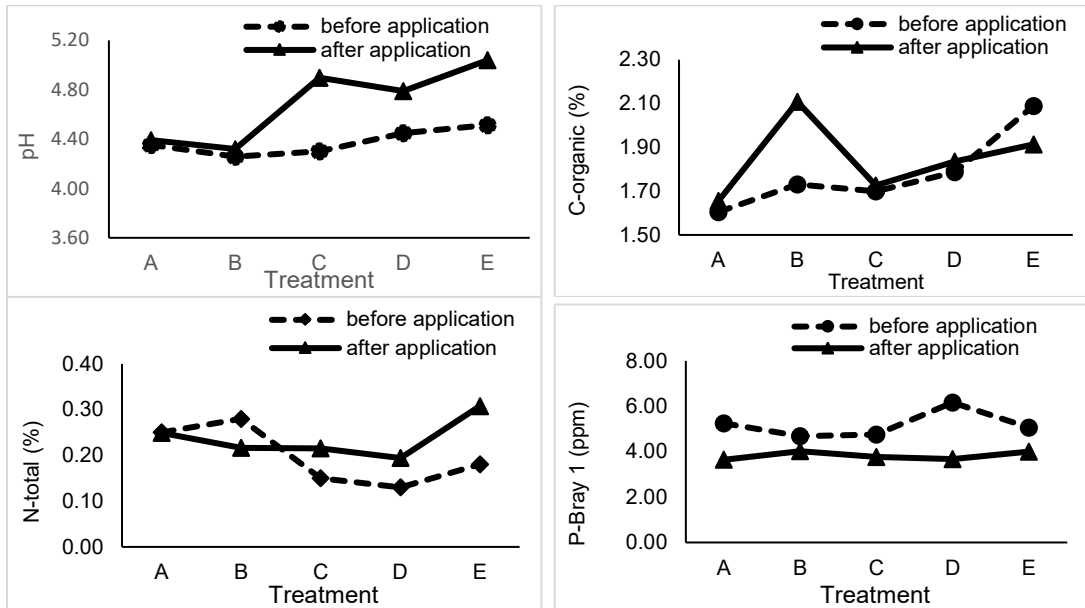 before application
after application
5.20
4.80
4.40
4.00
3.60
pH
A B C D E
Treatment
before application
after application
2.30
2.10
1.90
1.70
1.50
C-organic (%)
A B C D E
Treatment
before application
after application
0.40
0.30
0.20
0.10
0.00
N-total (%)
A B C D E
Treatment
before application
after application
8.00
6.00
4.00
2.00
0.00
P-Bray 1 (ppm)
A B C D E
Treatment